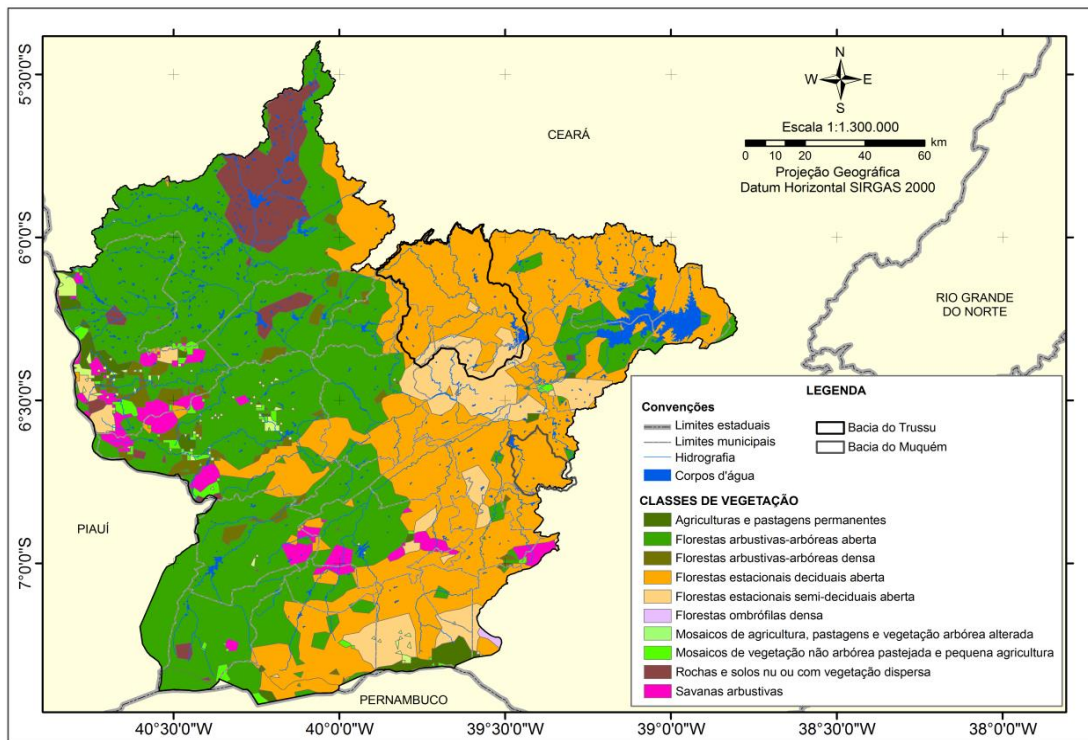 5°30'0"S
6°0'0"S
6°30'0"S
7°0'0"S
CEARÁ
N
W E
S
Escala 1:1.300.000
km
0 10 20 40 60
Projeção Geográfica
Datum Horizontal SIRGAS 2000
RIO GRANDE
DO NORTE
PIAUÍ
PERNAMBUCO
LEGENDA
Convenções
Limites estaduais
Limites municipais
Hidrografia
Corpos d'água
Bacia do Trussu
Bacia do Muquém
CLASSES DE VEGETAÇÃO
Agriculturas e pastagens permanentes
Florestas arbustivas-arbóreas aberta
Florestas arbustivas-arbóreas densa
Florestas estacionais deciduais aberta
Florestas estacionais semi-deciduais aberta
Florestas ombrófilas densa
Mosaicos de agricultura, pastagens e vegetação arbórea alterada
Mosaicos de vegetação não arbórea pastejada e pequena agricultura
Rochas e solos nu ou com vegetação dispersa
Savanas arbustivas
40°30'0"W 40°0'0"W 39°30'0"W 39°0'0"W 38°30'0"W 38°0'0"W